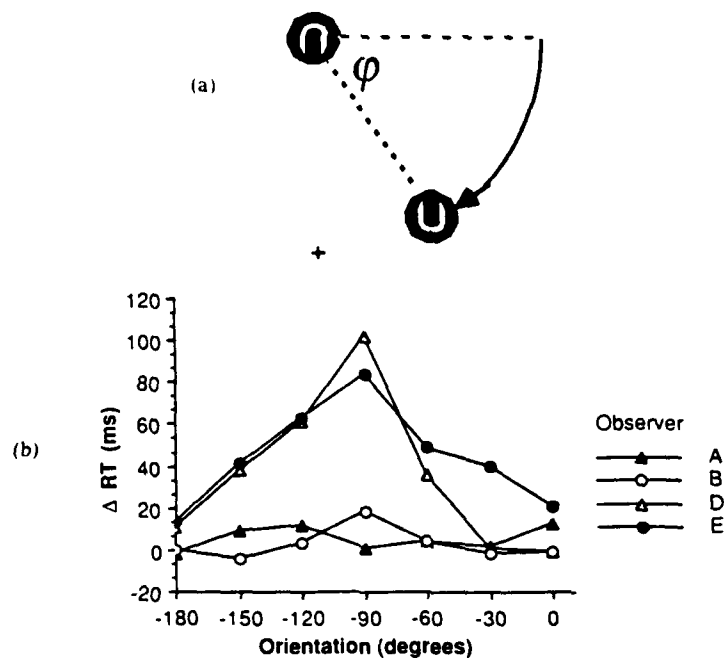 (a)
φ
+
(b)
Δ RT (ms)
120
100
80
60
40
20
0
-20
-180 -150 -120 -90 -60 -30 0
Orientation (degrees)
Observer
A
B
D
E